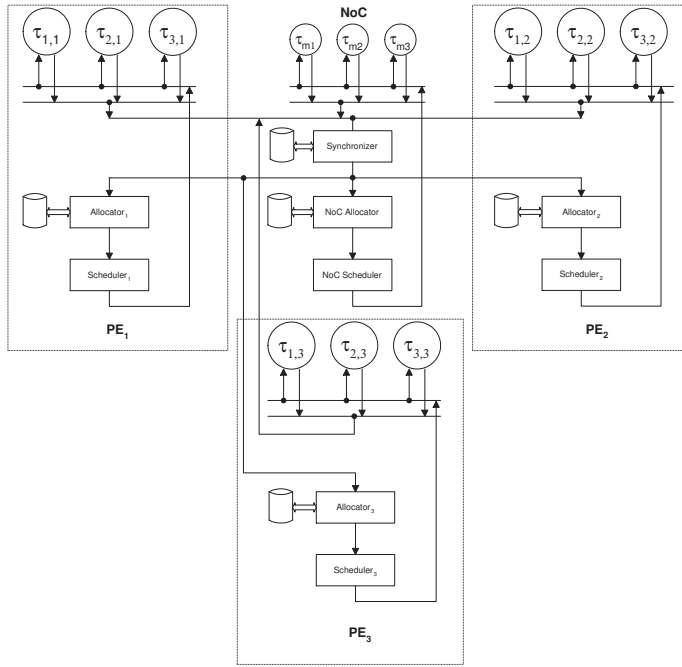 NoC
τ1,1 τ2,1 τ3,1
τm1 τm2 τm3
τ1,2 τ2,2 τ3,2
Synchronizer
Allocator1
NoC Allocator
Allocator2
Scheduler1
NoC Scheduler
Scheduler2
PE1
PE2
τ1,3 τ2,3 τ3,3
Allocator3
Scheduler3
PE3